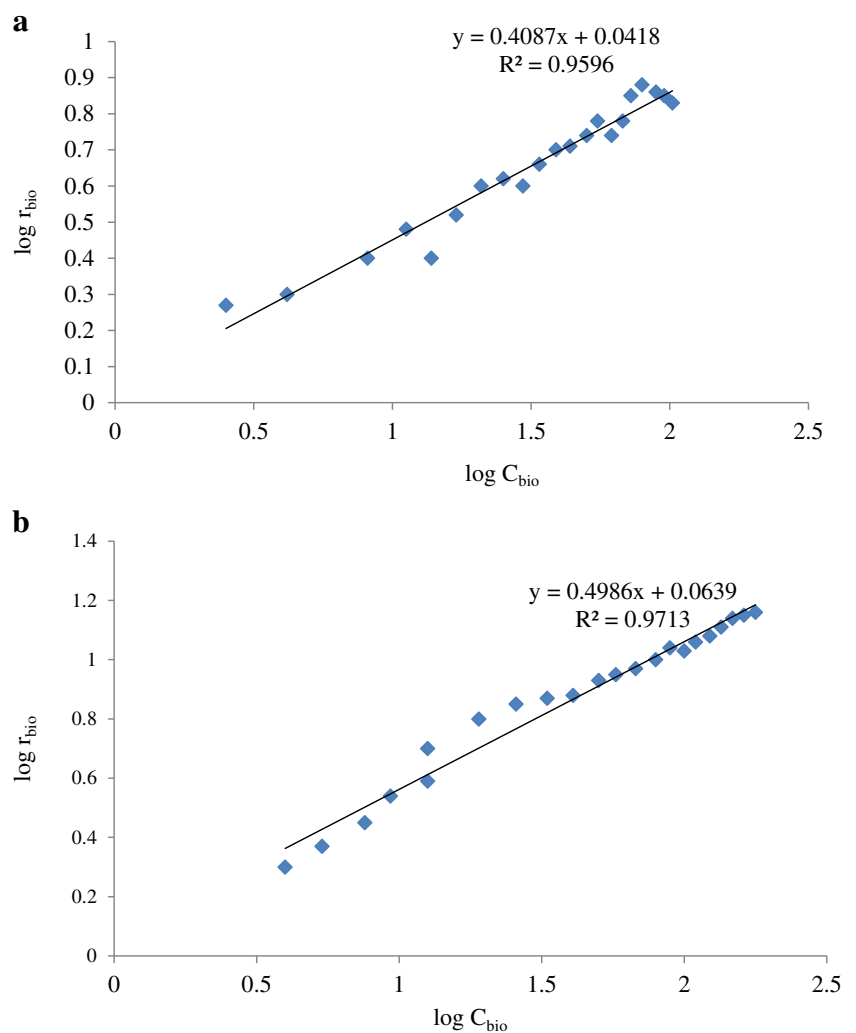 a
y = 0.4087x + 0.0418
R² = 0.9596
1
0.9
0.8
0.7
0.6
0.5
0.4
0.3
0.2
0.1
0
log r_bio
0 0.5 1 1.5 2 2.5
log C_bio
b
y = 0.4986x + 0.0639
R² = 0.9713
1.4
1.2
1
0.8
0.6
0.4
0.2
0
log r_bio
0 0.5 1 1.5 2 2.5
log C_bio